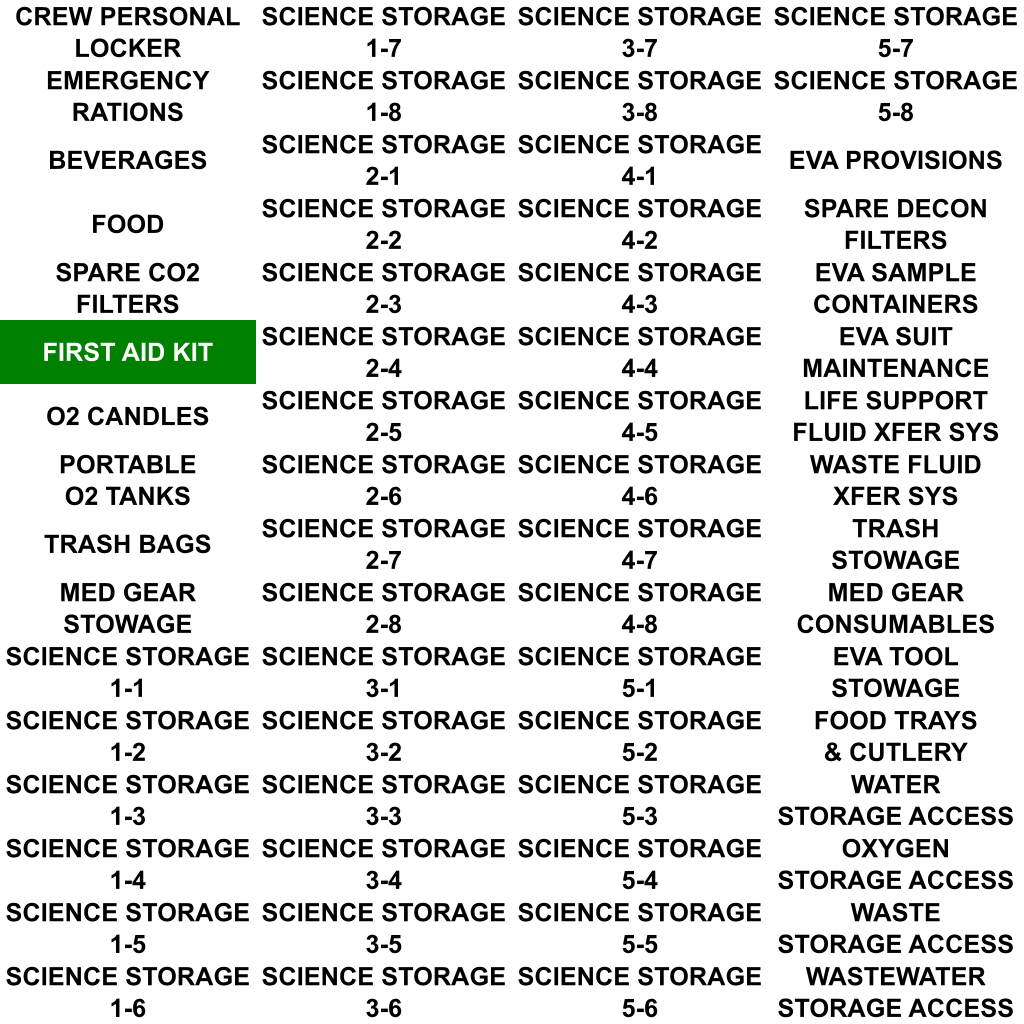 CREW PERSONAL
LOCKER
EMERGENCY
RATIONS
BEVERAGES
FOOD
SPARE CO2
FILTERS
FIRST AID KIT
O2 CANDLES
PORTABLE
O2 TANKS
TRASH BAGS
MED GEAR
STOWAGE
SCIENCE STORAGE
1-1
SCIENCE STORAGE
1-2
SCIENCE STORAGE
1-3
SCIENCE STORAGE
1-4
SCIENCE STORAGE
1-5
SCIENCE STORAGE
1-6
SCIENCE STORAGE
1-7
SCIENCE STORAGE
1-8
SCIENCE STORAGE
2-1
SCIENCE STORAGE
2-2
SCIENCE STORAGE
2-3
SCIENCE STORAGE
2-4
SCIENCE STORAGE
2-5
SCIENCE STORAGE
2-6
SCIENCE STORAGE
2-7
SCIENCE STORAGE
2-8
SCIENCE STORAGE
3-1
SCIENCE STORAGE
3-2
SCIENCE STORAGE
3-3
SCIENCE STORAGE
3-4
SCIENCE STORAGE
3-5
SCIENCE STORAGE
3-6
SCIENCE STORAGE
3-7
SCIENCE STORAGE
3-8
SCIENCE STORAGE
4-1
SCIENCE STORAGE
4-2
SCIENCE STORAGE
4-3
SCIENCE STORAGE
4-4
SCIENCE STORAGE
4-5
SCIENCE STORAGE
4-6
SCIENCE STORAGE
4-7
SCIENCE STORAGE
4-8
SCIENCE STORAGE
5-1
SCIENCE STORAGE
5-2
SCIENCE STORAGE
5-3
SCIENCE STORAGE
5-4
SCIENCE STORAGE
5-5
SCIENCE STORAGE
5-6
SCIENCE STORAGE
5-7
SCIENCE STORAGE
5-8
EVA PROVISIONS
SPARE DECON
FILTERS
EVA SAMPLE
CONTAINERS
EVA SUIT
MAINTENANCE
LIFE SUPPORT
FLUID XFER SYS
WASTE FLUID
XFER SYS
TRASH
STOWAGE
MED GEAR
CONSUMABLES
EVA TOOL
STOWAGE
FOOD TRAYS
& CUTLERY
WATER
STORAGE ACCESS
OXYGEN
STORAGE ACCESS
WASTE
STORAGE ACCESS
WASTEWATER
STORAGE ACCESS